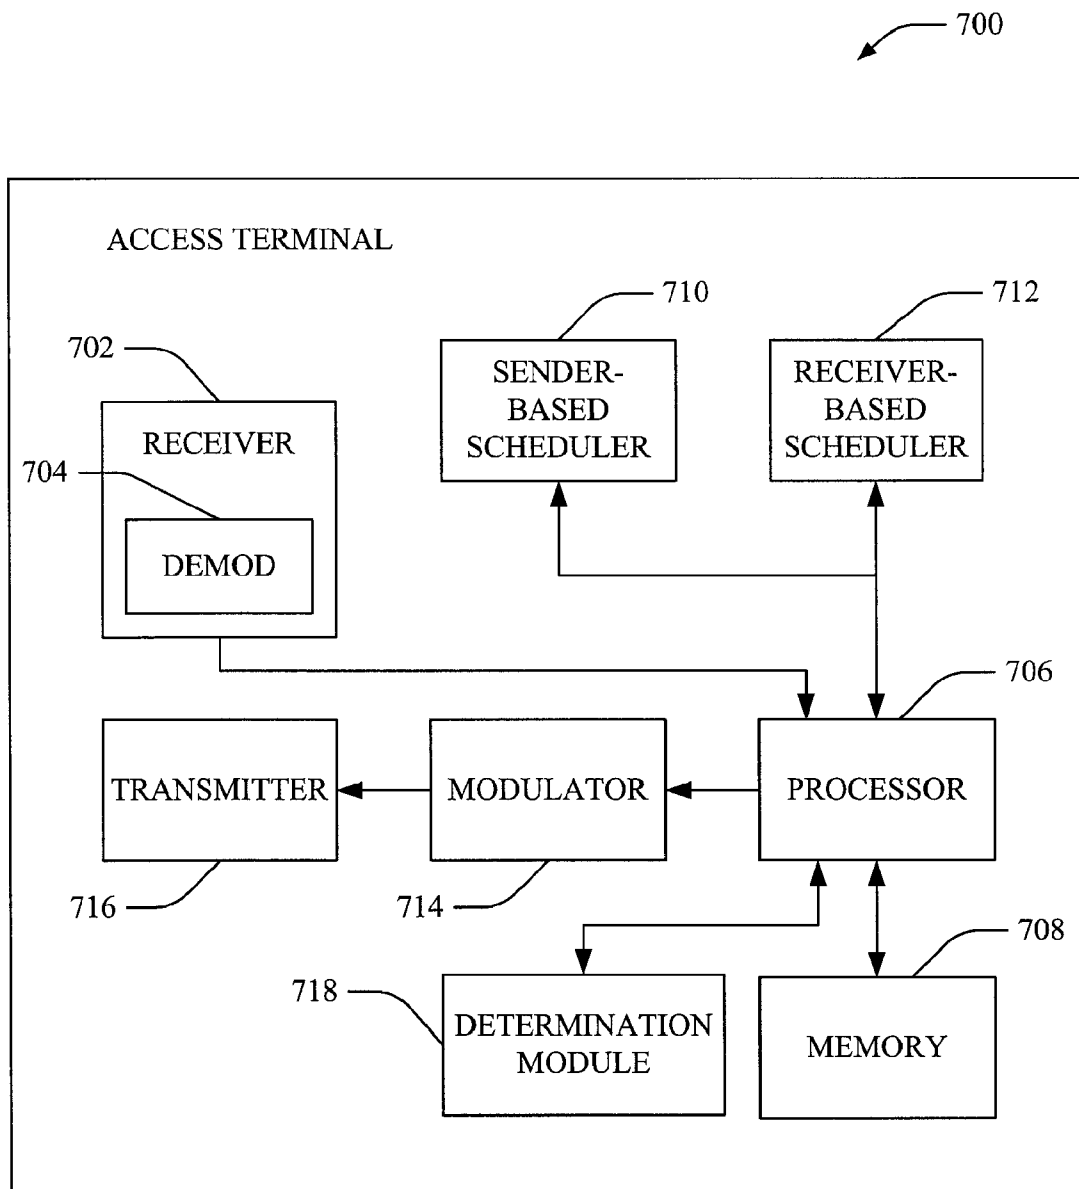 700
ACCESS TERMINAL
710
712
702
SENDER-
BASED
SCHEDULER
RECEIVER-
BASED
SCHEDULER
RECEIVER
704
DEMOD
706
TRANSMITTER
MODULATOR
PROCESSOR
716
714
708
718
DETERMINATION
MODULE
MEMORY